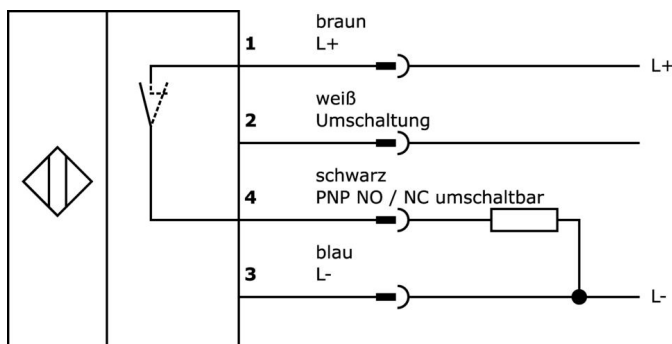 braun
1 L+
L+
weiß
2 Umschaltung
schwarz
4 PNP NO / NC umschaltbar
blau
3 L-
L-